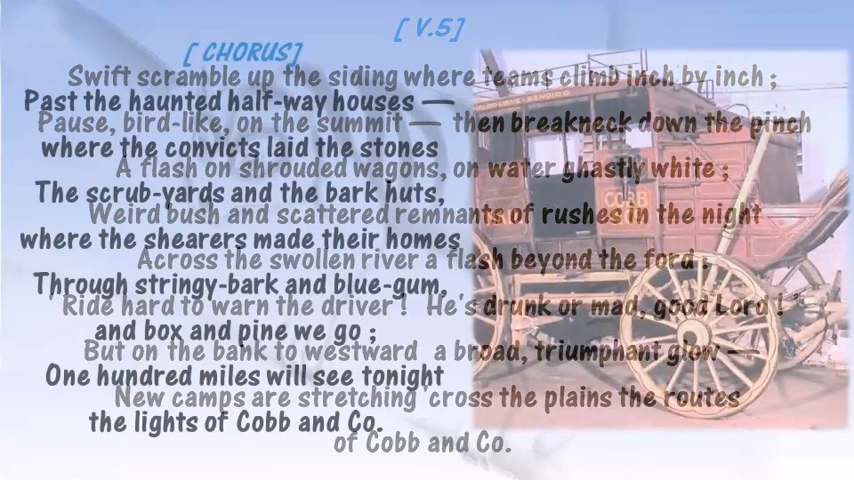 [ V.5]
Swift scramble up the siding where teams climb inch by inch ;
Pause, bird-like, on the summit — then breakneck down the pinch
A flash on shrouded wagons, on water ghastly white ;
Weird bush and scattered remnants of rushes in the night
Across the swollen river a flash beyond the ford :
' Ride hard to warn the driver ! He's drunk or mad, good Lord ! '
But on the bank to westward a broad, triumphant glow —
New camps are stretching 'cross the plains the routes
of Cobb and Co.
[ CHORUS]
Past the haunted half-way houses —
where the convicts laid the stones
The scrub-yards and the bark huts,
where the shearers made their homes
Through stringy-bark and blue-gum,
and box and pine we go ;
One hundred miles will see tonight
the lights of Cobb and Co.
COBB